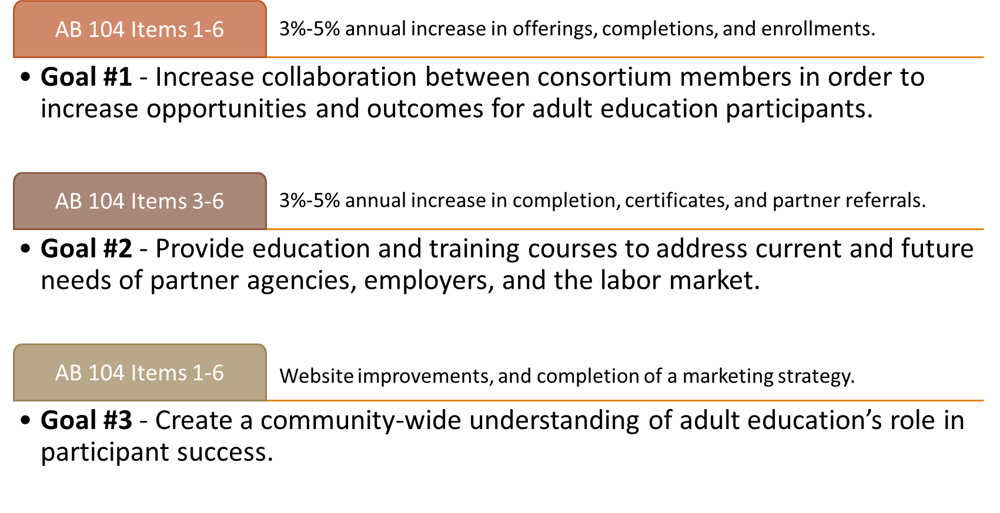 AB 104 Items 1-6
3%-5% annual increase in offerings, completions, and enrollments.
• Goal #1 - Increase collaboration between consortium members in order to
increase opportunities and outcomes for adult education participants.
AB 104 Items 3-6
3%-5% annual increase in completion, certificates, and partner referrals.
• Goal #2 - Provide education and training courses to address current and future
needs of partner agencies, employers, and the labor market.
AB 104 Items 1-6
Website improvements, and completion of a marketing strategy.
• Goal #3 - Create a community-wide understanding of adult education’s role in
participant success.